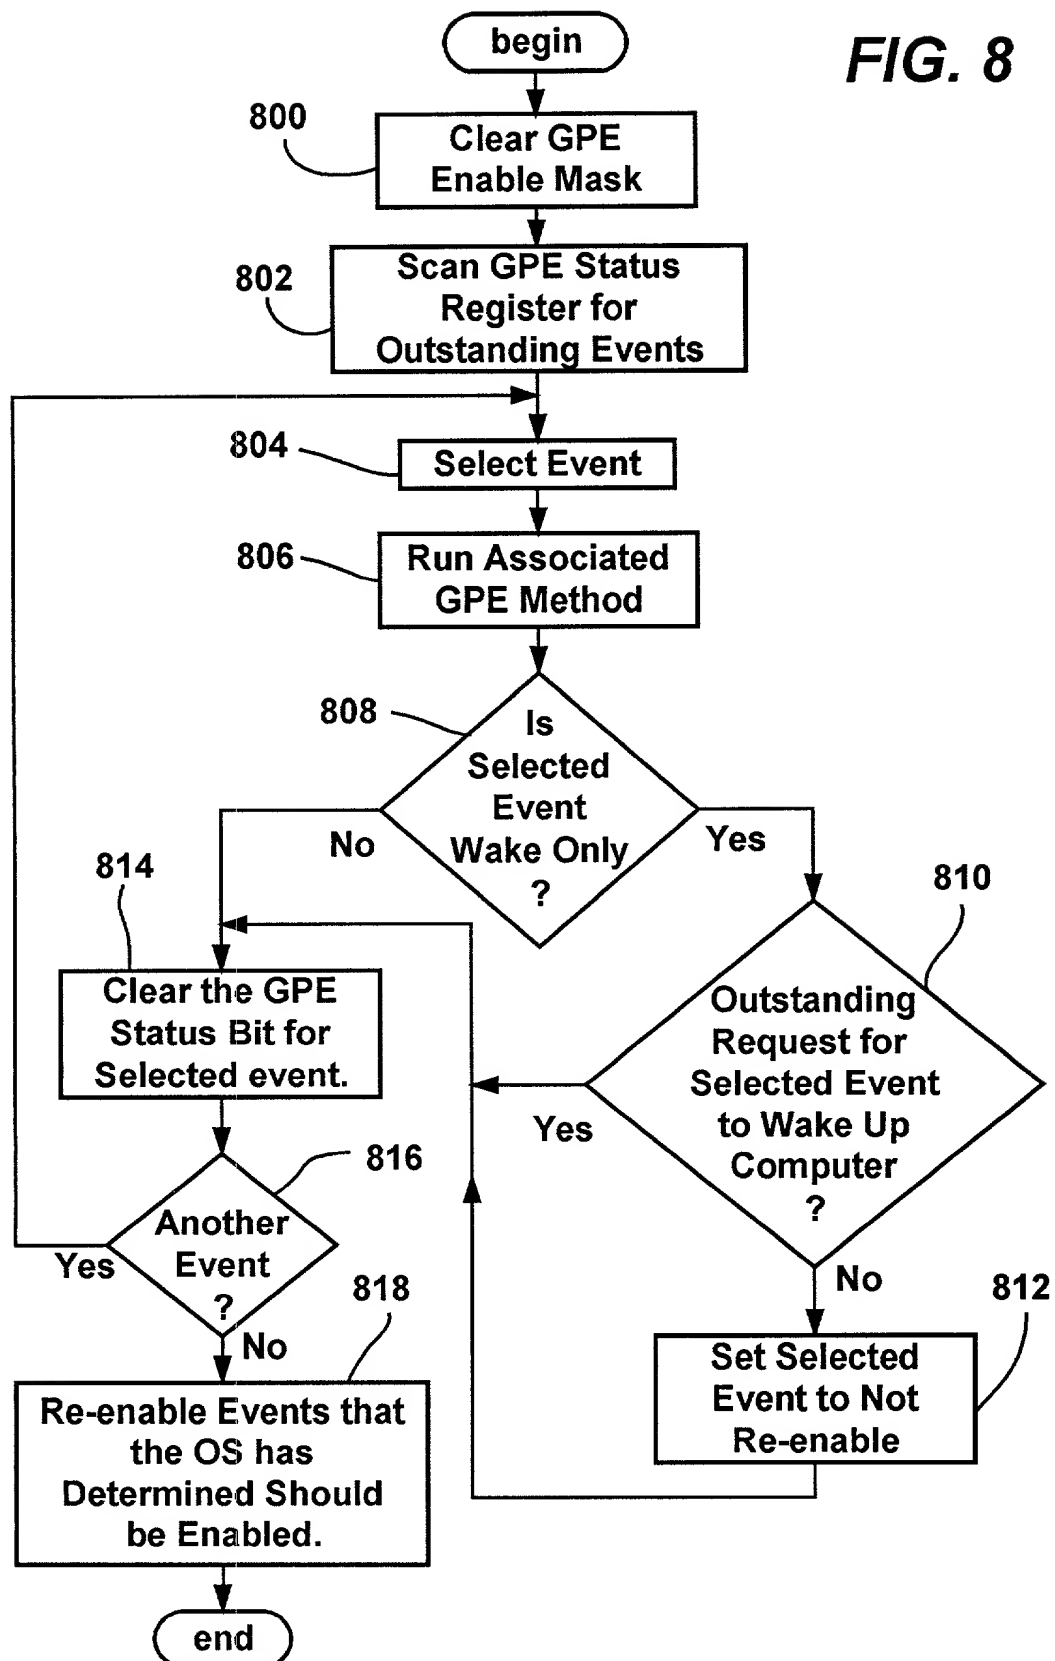 begin
FIG. 8
800
Clear GPE
Enable Mask
802
Scan GPE Status
Register for
Outstanding Events
804
Select Event
806
Run Associated
GPE Method
808
Is
Selected
Event
Wake Only
?
No
Yes
814
810
Clear the GPE
Status Bit for
Selected event.
Outstanding
Request for
Selected Event
to Wake Up
Computer
?
Yes
No
816
Another
Event
?
Yes
No
818
812
Set Selected
Event to Not
Re-enable
Re-enable Events that
the OS has
Determined Should
be Enabled.
end